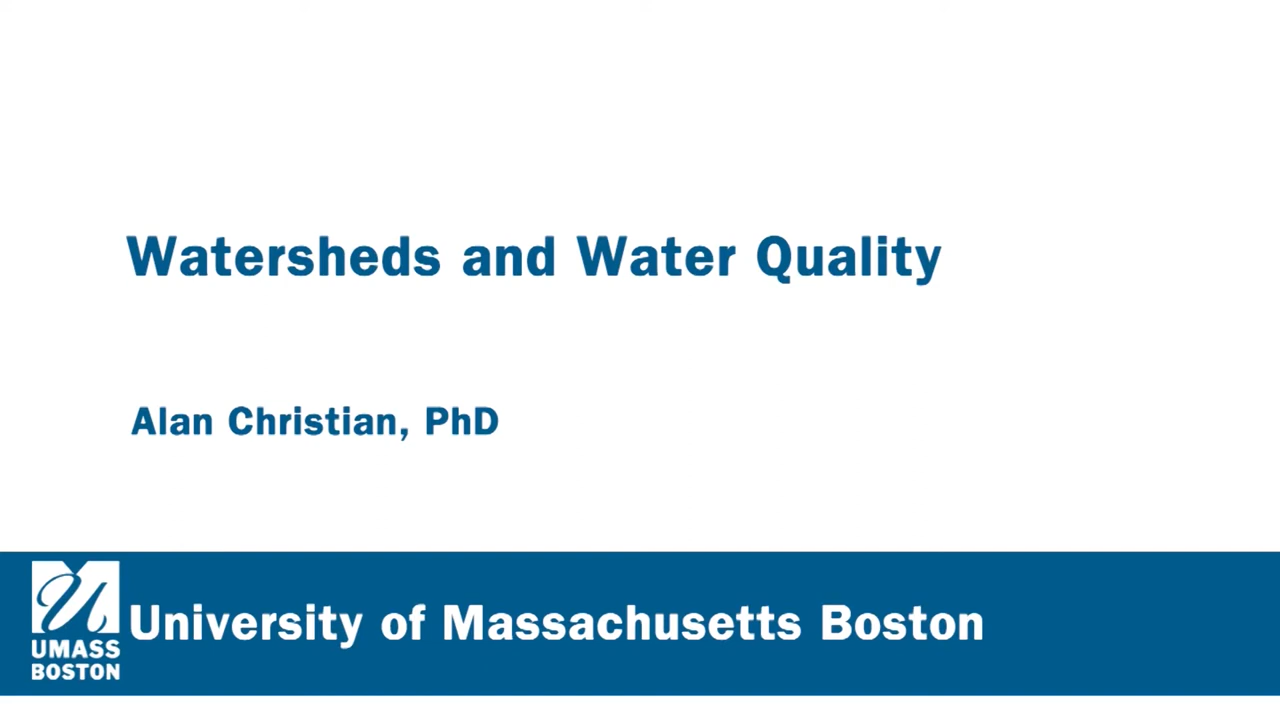 Watersheds and Water Quality
Alan Christian, PhD
University of Massachusetts Boston
UMASS
BOSTON